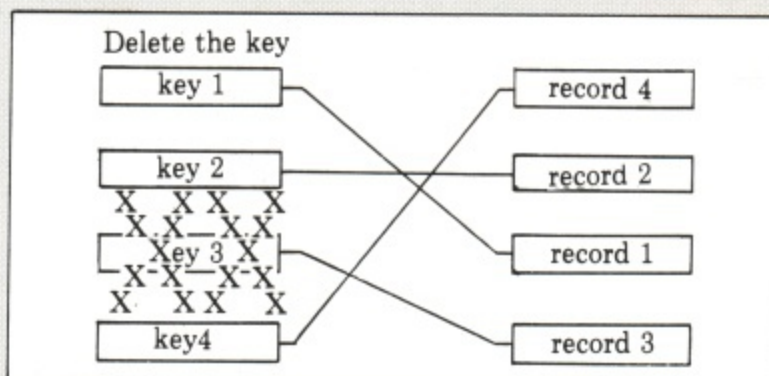 Delete the key
key 1
record 4
key 2
record 2
X X X X
X X X X
key 3
X X
record 1
X X X X
X X X X
key4
record 3